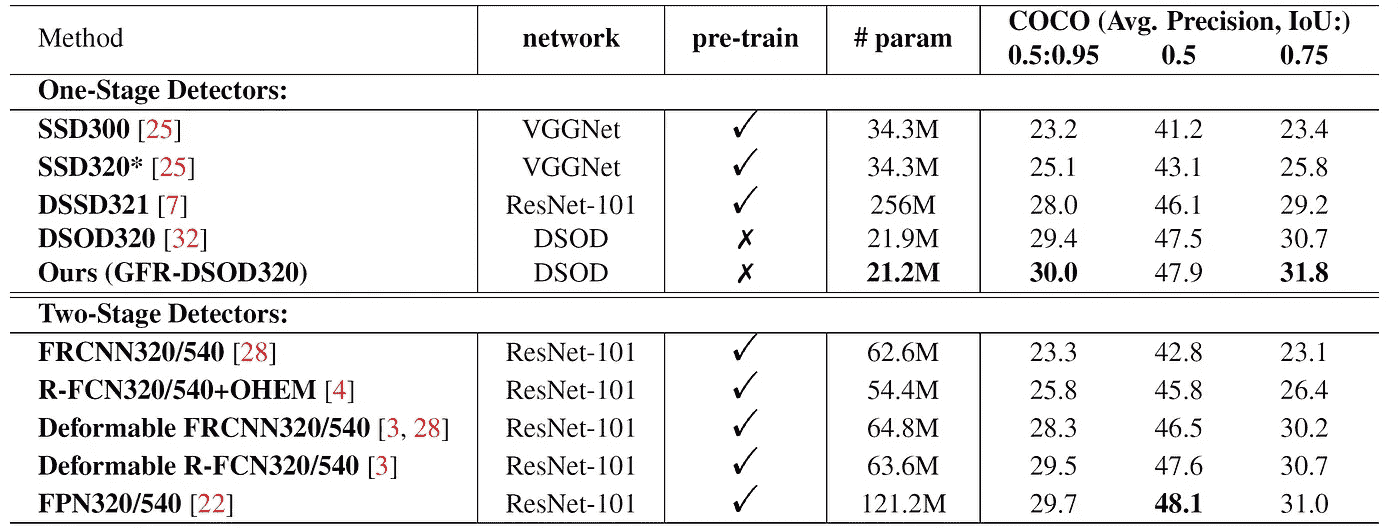 Method network pre-train # param COCO (Avg. Precision, IoU:)
0.5:0.95 0.5 0.75
One-Stage Detectors:
SSD300 [25] VGGNet ✓ 34.3M 23.2 41.2 23.4
SSD320* [25] VGGNet ✓ 34.3M 25.1 43.1 25.8
DSSD321 [7] ResNet-101 ✓ 256M 28.0 46.1 29.2
DSOD320 [32] DSOD ✗ 21.9M 29.4 47.5 30.7
Ours (GFR-DSOD320) DSOD ✗ 21.2M 30.0 47.9 31.8
Two-Stage Detectors:
FRCNN320/540 [28] ResNet-101 ✓ 62.6M 23.3 42.8 23.1
R-FCN320/540+OHEM [4] ResNet-101 ✓ 54.4M 25.8 45.8 26.4
Deformable FRCNN320/540 [3, 28] ResNet-101 ✓ 64.8M 28.3 46.5 30.2
Deformable R-FCN320/540 [3] ResNet-101 ✓ 63.6M 29.5 47.6 30.7
FPN320/540 [22] ResNet-101 ✓ 121.2M 29.7 48.1 31.0